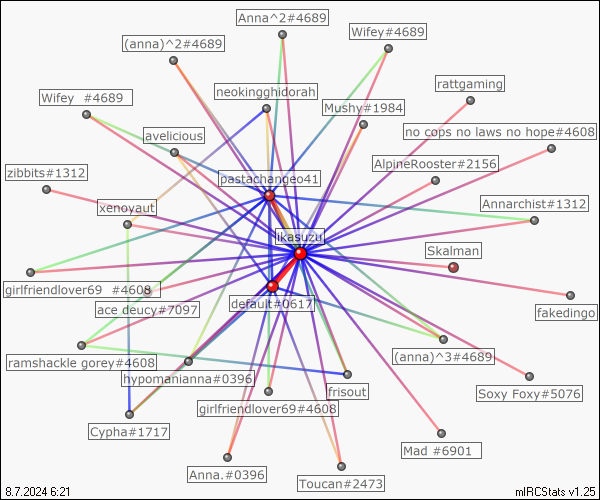 Anna^2#4689
Wifey#4689
(anna)^2#4689
rattgaming
neokingghidorah
Wifey  #4689
Mushy#1984
no cops no laws no hope#4608
avelicious
AlpineRooster#2156
zibbits#1312
pastachangeo41
Annarchist#1312
xenoyaut
ikasuzu
Skalman
girlfriendlover69  #4608
default#0617
ace deucy#7097
fakedingo
(anna)^3#4689
ramshackle gorey#4608
hypomanianna#0396
frisout
Soxy Foxy#5076
girlfriendlover69#4608
Cypha#1717
Mad #6901
Anna.#0396
Toucan#2473
8.7.2024 6:21
mIRCStats v1.25